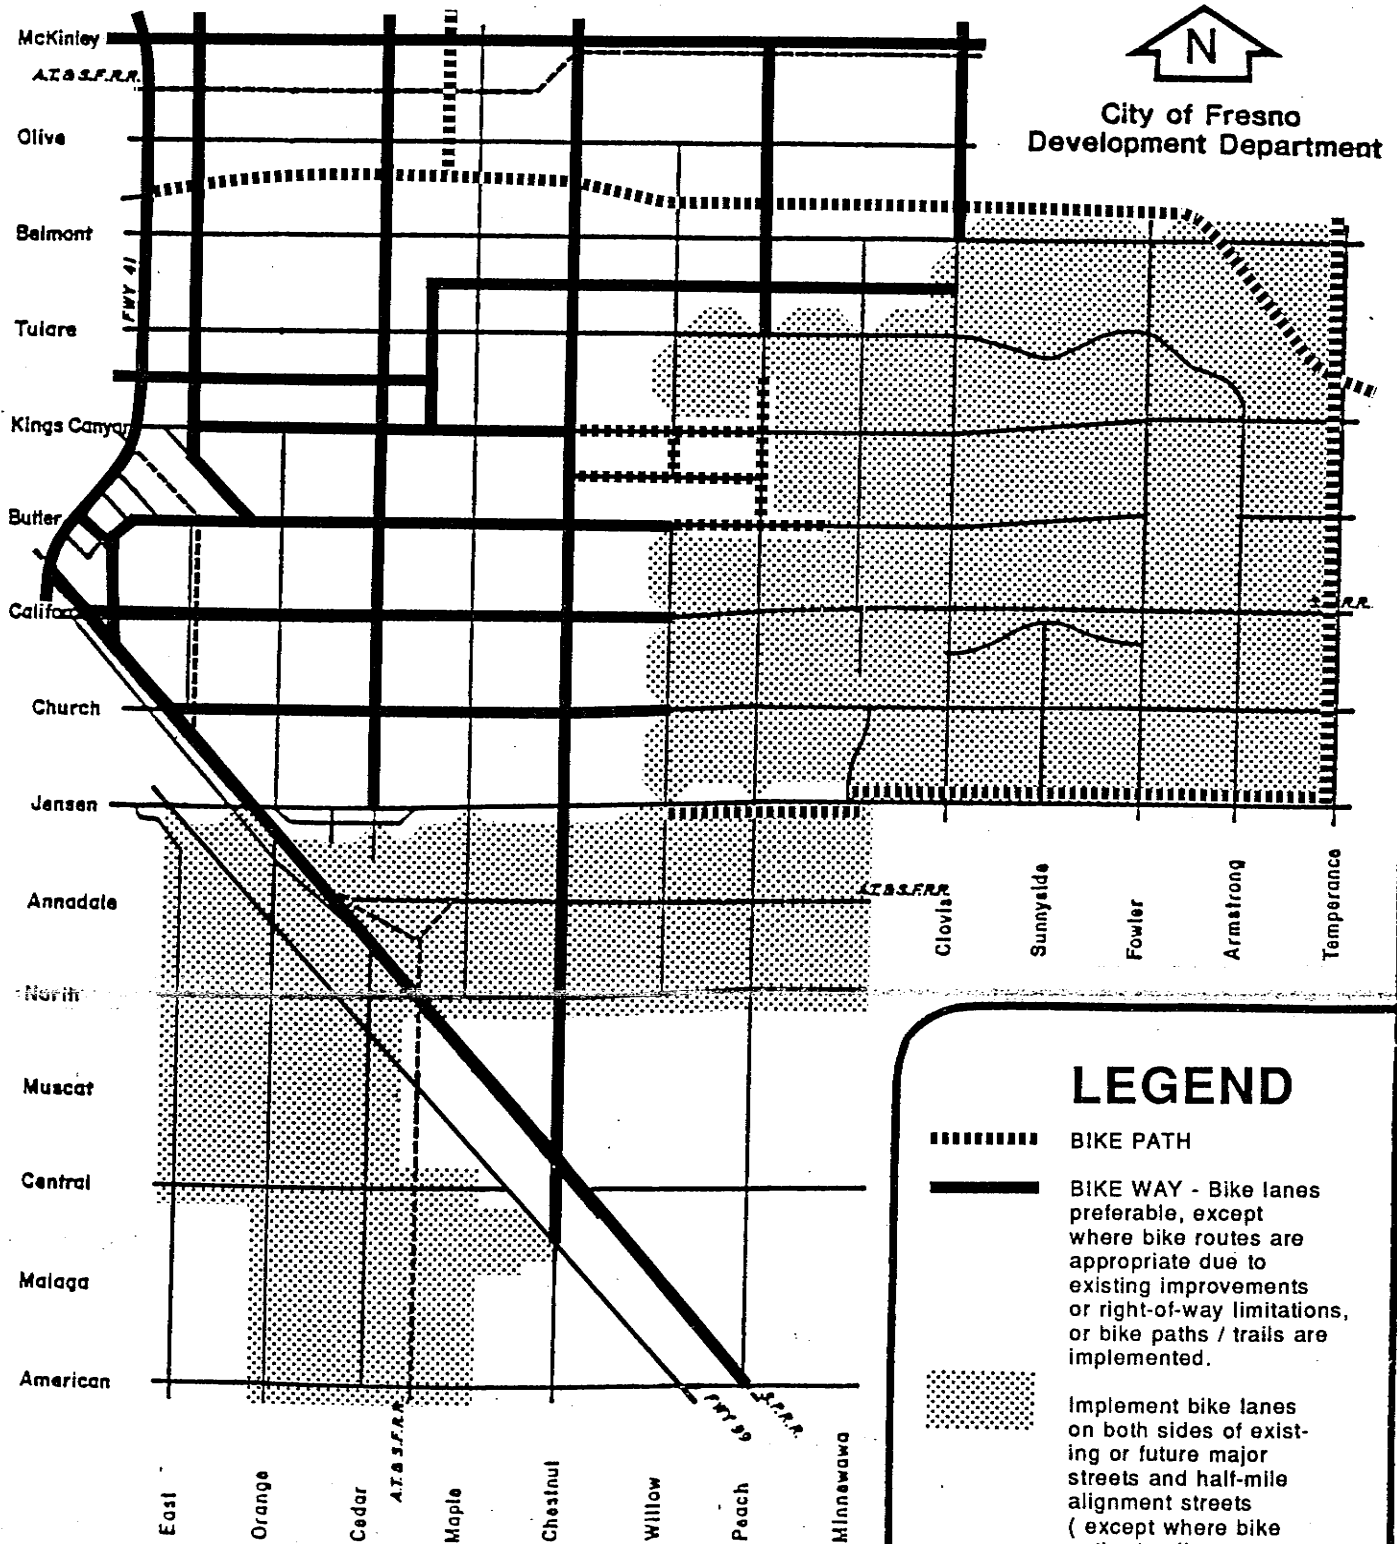 McKinley
A.T. & S.F.R.R.
Olive
Belmont
FWY 41
Tulare
Kings Canyon
Butler
Califor
Church
Jensen
Annadale
North
Muscat
Central
Malaga
American
N
City of Fresno
Development Department
R.R.
A.T.&S.F.R.R.
Clovis
Sunnyside
Fowler
Armstrong
Temperance
FWY 99
S.P.R.R.
A.T. & S.F.R.R.
East
Orange
Cedar
Maple
Chestnut
Willow
Peach
Minnewawa
LEGEND
BIKE PATH
BIKE WAY - Bike lanes
preferable, except
where bike routes are
appropriate due to
existing improvements
or right-of-way limitations,
or bike paths / trails are
implemented.
Implement bike lanes
on both sides of exist-
ing or future major
streets and half-mile
alignment streets
( except where bike